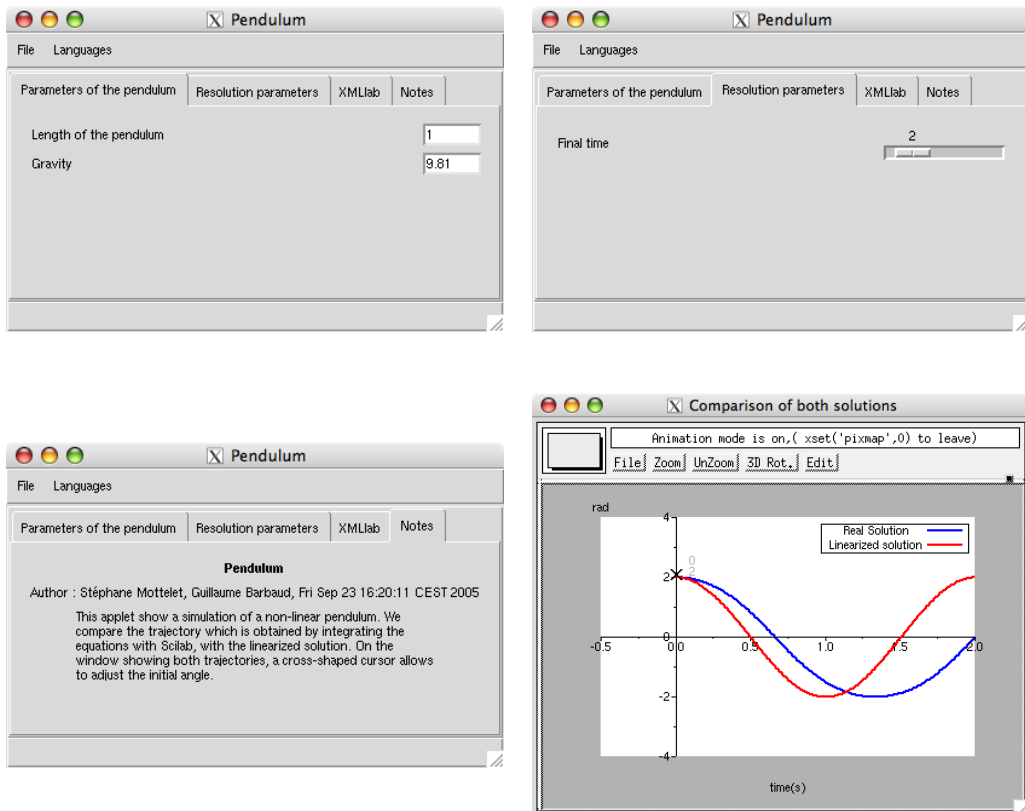 Pendulum
File Languages
Parameters of the pendulum Resolution parameters XMLlab Notes
Length of the pendulum 1
Gravity 9.81
Pendulum
File Languages
Parameters of the pendulum Resolution parameters XMLlab Notes
Final time 2
Pendulum
File Languages
Parameters of the pendulum Resolution parameters XMLlab Notes
Pendulum
Author : Stéphane Mottelet, Guillaume Barbaud, Fri Sep 23 16:20:11 CEST 2005
This applet show a simulation of a non-linear pendulum. We
compare the trajectory which is obtained by integrating the
equations with Scilab, with the linearized solution. On the
window showing both trajectories, a cross-shaped cursor allows
to adjust the initial angle.
Comparison of both solutions
Animation mode is on,( xset('pixmap',0) to leave)
File Zoom UnZoom 3D Rot. Edit
rad
4
Real Solution
Linearized solution
0
2
2
0
-0.5 0.0 0.5 1.0 1.5 2.0
-2
-4
time(s)